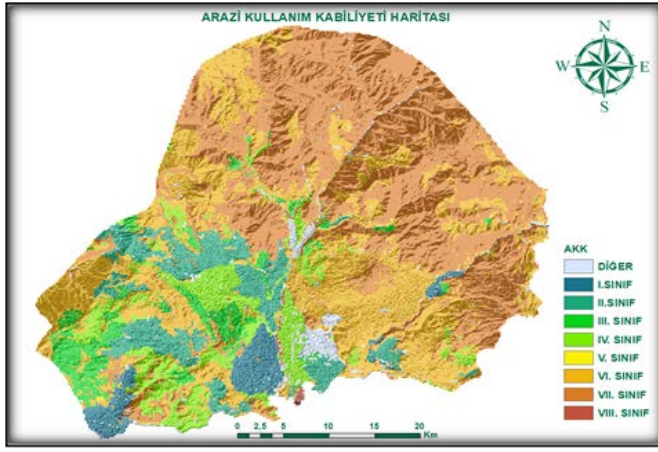 ARAZİ KULLANIM KABİLİYETİ HARİTASI
N
W E
S
AKK
DİĞER
I.SINIF
II.SINIF
III. SINIF
IV. SINIF
V. SINIF
VI. SINIF
VII. SINIF
VIII. SINIF
0 2,5 5 10 15 20
Km